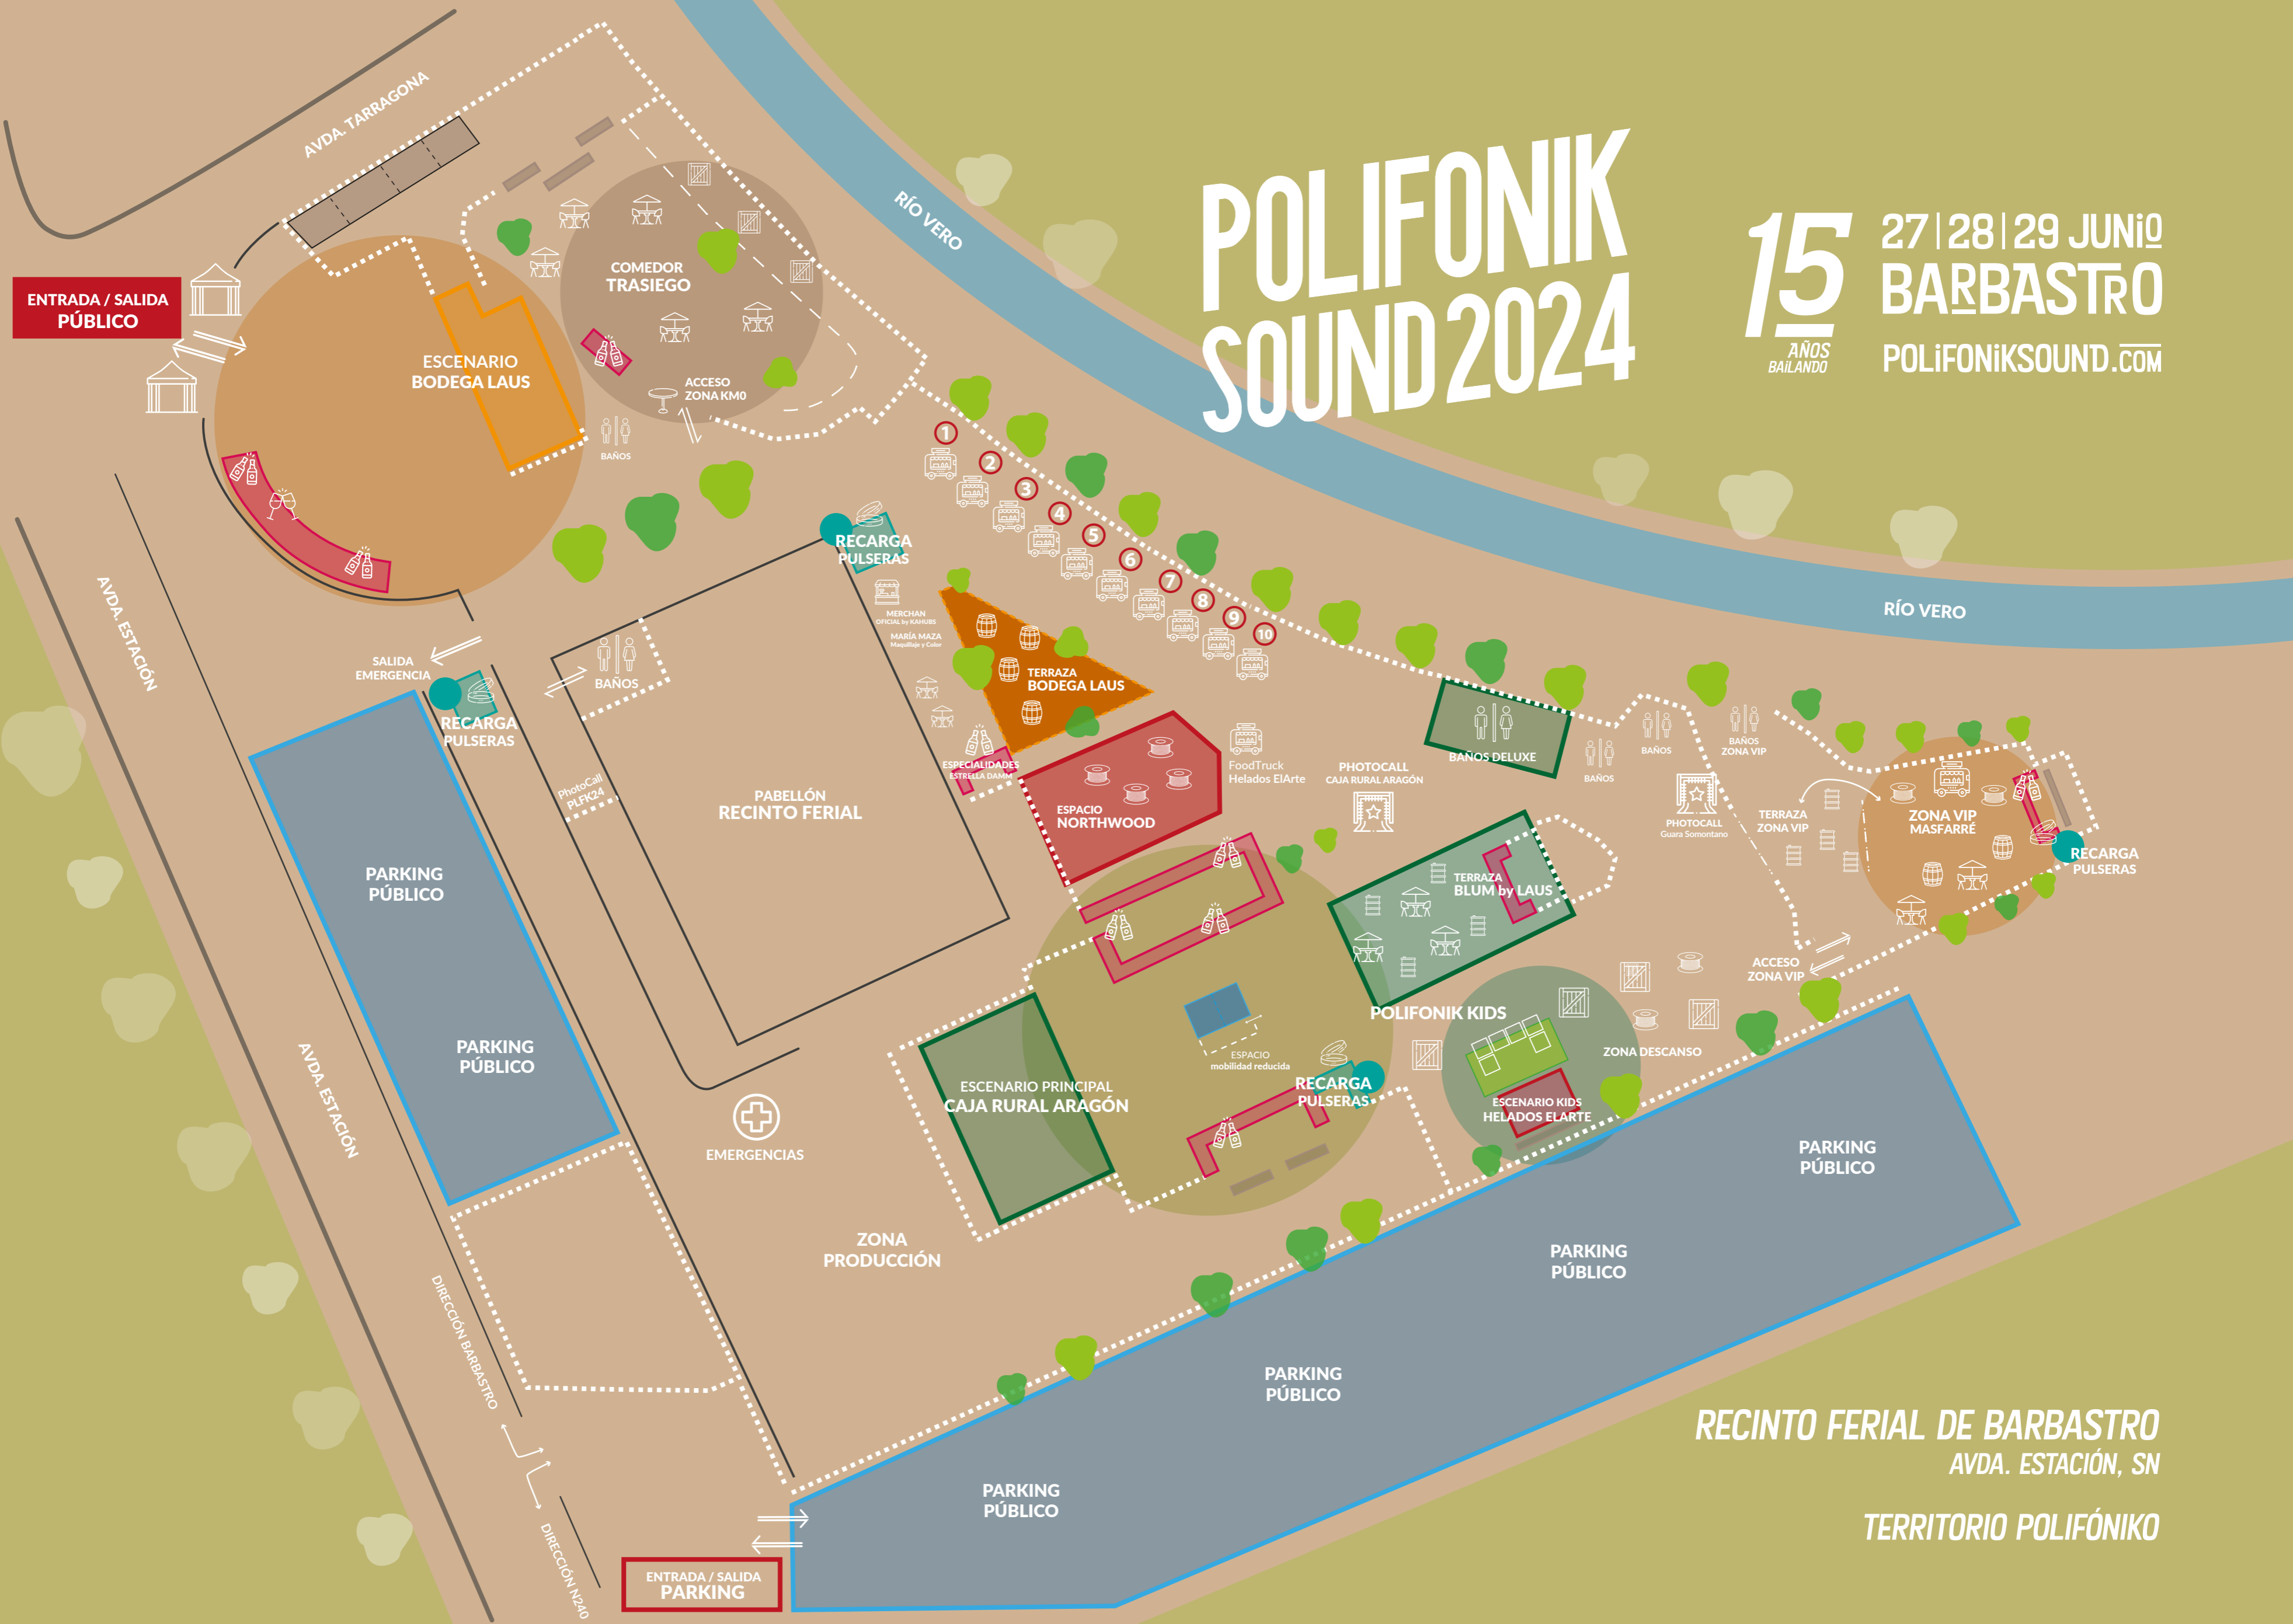 POLIFONIK
SOUND 2024
15
AÑOS
BAiLANDO
27|28|29 JUNiO
BARBASTRO
POLiFONiKSOUND.COM
AVDA. TARRAGONA
RÍO VERO
ENTRADA / SALIDA
PÚBLICO
ESCENARIO
BODEGA LAUS
COMEDOR
TRASIEGO
ACCESO
ZONA KM0
BAÑOS
1
2
3
4
5
6
7
8
9
10
RÍO VERO
AVDA. ESTACIÓN
RECARGA
PULSERAS
MERCHAN
OFICIAL by KAHUBS
MARÍA MAZA
Maquillaje y Color
SALIDA
EMERGENCIA
RECARGA
PULSERAS
BAÑOS
TERRAZA
BODEGA LAUS
ESPECIALIDADES
ESTRELLA DAMM
PhotoCall
PLFK24
PABELLÓN
RECINTO FERIAL
ESPACIO
NORTHWOOD
FoodTruck
Helados ElArte
PHOTOCALL
CAJA RURAL ARAGÓN
BAÑOS DELUXE
BAÑOS
BAÑOS
BAÑOS
ZONA VIP
PHOTOCALL
Guara Somontano
TERRAZA
ZONA VIP
ZONA VIP
MASFARRÉ
RECARGA
PULSERAS
TERRAZA
BLUM by LAUS
ACCESO
ZONA VIP
PARKING
PÚBLICO
PARKING
PÚBLICO
AVDA. ESTACIÓN
POLIFONIK KIDS
ZONA DESCANSO
ESPACIO
mobilidad reducida
RECARGA
PULSERAS
ESCENARIO KIDS
HELADOS ELARTE
ESCENARIO PRINCIPAL
CAJA RURAL ARAGÓN
EMERGENCIAS
ZONA
PRODUCCIÓN
PARKING
PÚBLICO
PARKING
PÚBLICO
PARKING
PÚBLICO
PARKING
PÚBLICO
DIRECCIÓN BARBASTRO
DIRECCIÓN N240
ENTRADA / SALIDA
PARKING
RECINTO FERIAL DE BARBASTRO
AVDA. ESTACIÓN, SN
TERRITORIO POLIFÓNIKO